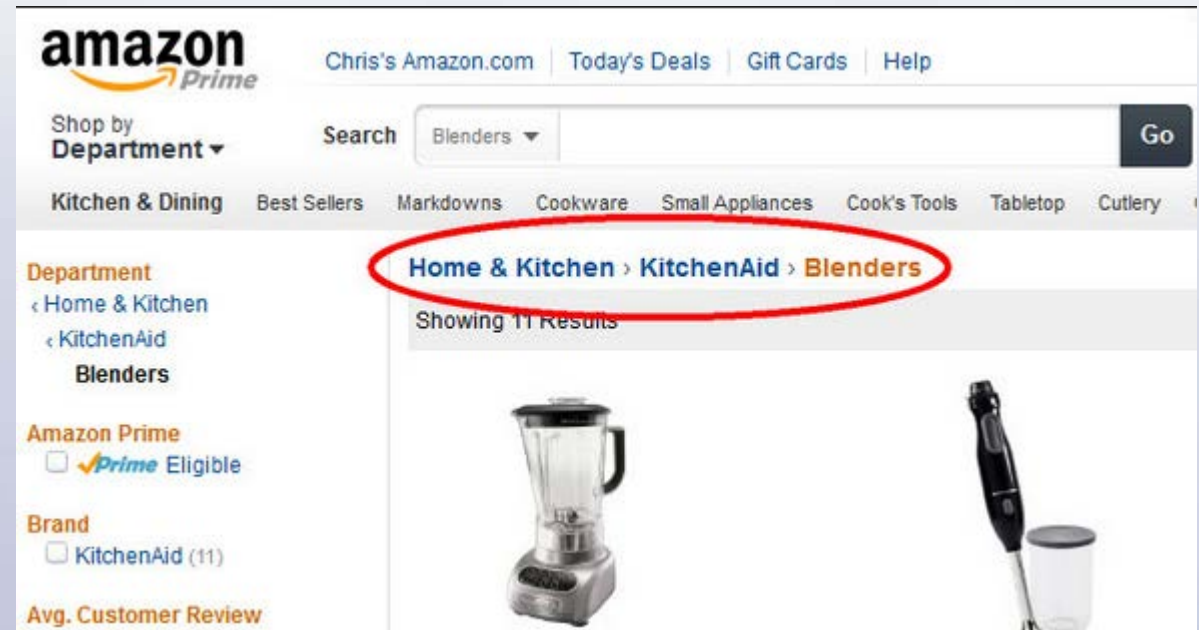 amazon
Prime
Chris's Amazon.com | Today's Deals | Gift Cards | Help
Shop by
Department
Search Blenders Go
Kitchen & Dining Best Sellers Markdowns Cookware Small Appliances Cook's Tools Tabletop Cutlery
Department
‹ Home & Kitchen
‹ KitchenAid
Blenders
Amazon Prime
Prime Eligible
Brand
KitchenAid (11)
Avg. Customer Review
Home & Kitchen › KitchenAid › Blenders
Showing 11 Results